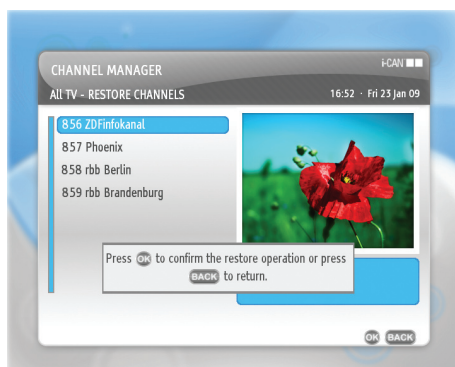 i-CAN
CHANNEL MANAGER
All TV - RESTORE CHANNELS
16:52 · Fri 23 Jan 09
856 ZDFinfokanal
857 Phoenix
858 rbb Berlin
859 rbb Brandenburg
Press OK to confirm the restore operation or press
BACK to return.
OK BACK